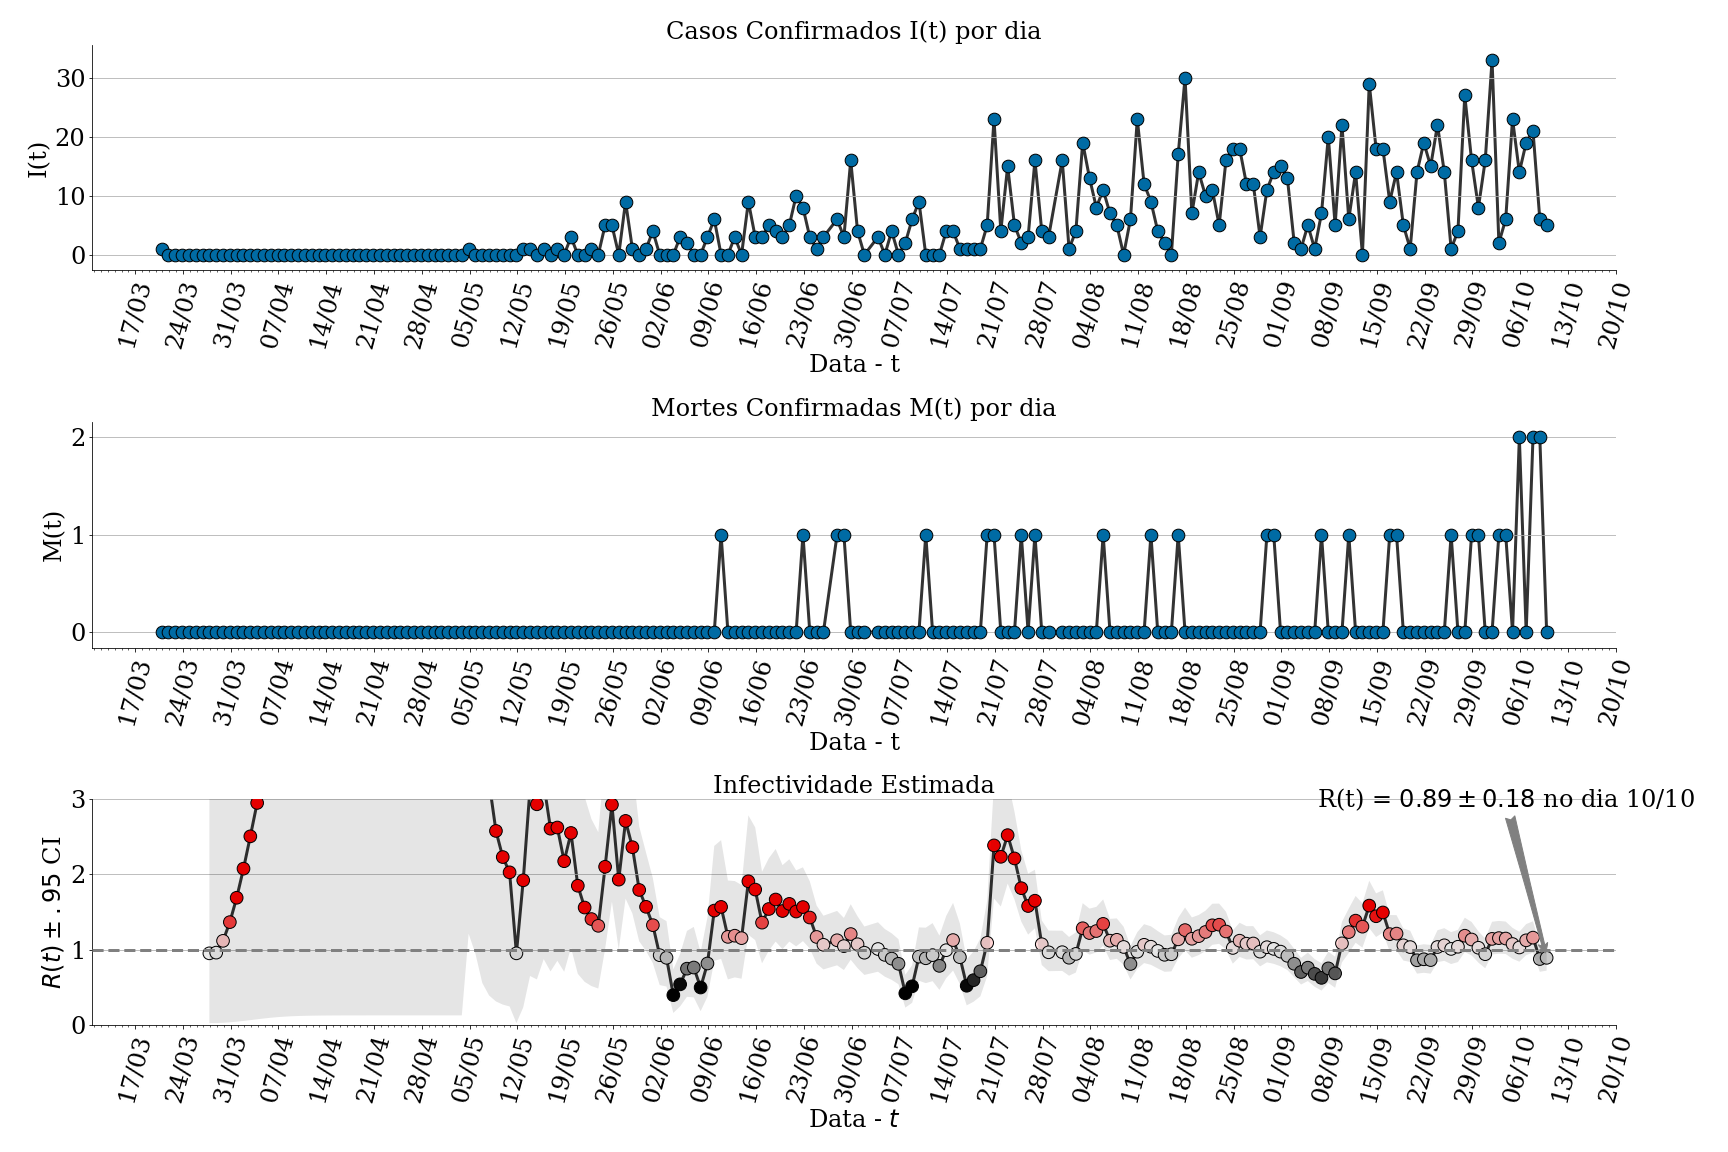 Casos Confirmados I(t) por dia
I(t)
30
20
10
0
17/03 24/03 31/03 07/04 14/04 21/04 28/04 05/05 12/05 19/05 26/05 02/06 09/06 16/06 23/06 30/06 07/07 14/07 21/07 28/07 04/08 11/08 18/08 25/08 01/09 08/09 15/09 22/09 29/09 06/10 13/10 20/10
Data - t
Mortes Confirmadas M(t) por dia
M(t)
2
1
0
17/03 24/03 31/03 07/04 14/04 21/04 28/04 05/05 12/05 19/05 26/05 02/06 09/06 16/06 23/06 30/06 07/07 14/07 21/07 28/07 04/08 11/08 18/08 25/08 01/09 08/09 15/09 22/09 29/09 06/10 13/10 20/10
Data - t
Infectividade Estimada
R(t) = 0.89 ± 0.18 no dia 10/10
R(t) ± .95 CI
3
2
1
0
17/03 24/03 31/03 07/04 14/04 21/04 28/04 05/05 12/05 19/05 26/05 02/06 09/06 16/06 23/06 30/06 07/07 14/07 21/07 28/07 04/08 11/08 18/08 25/08 01/09 08/09 15/09 22/09 29/09 06/10 13/10 20/10
Data - t